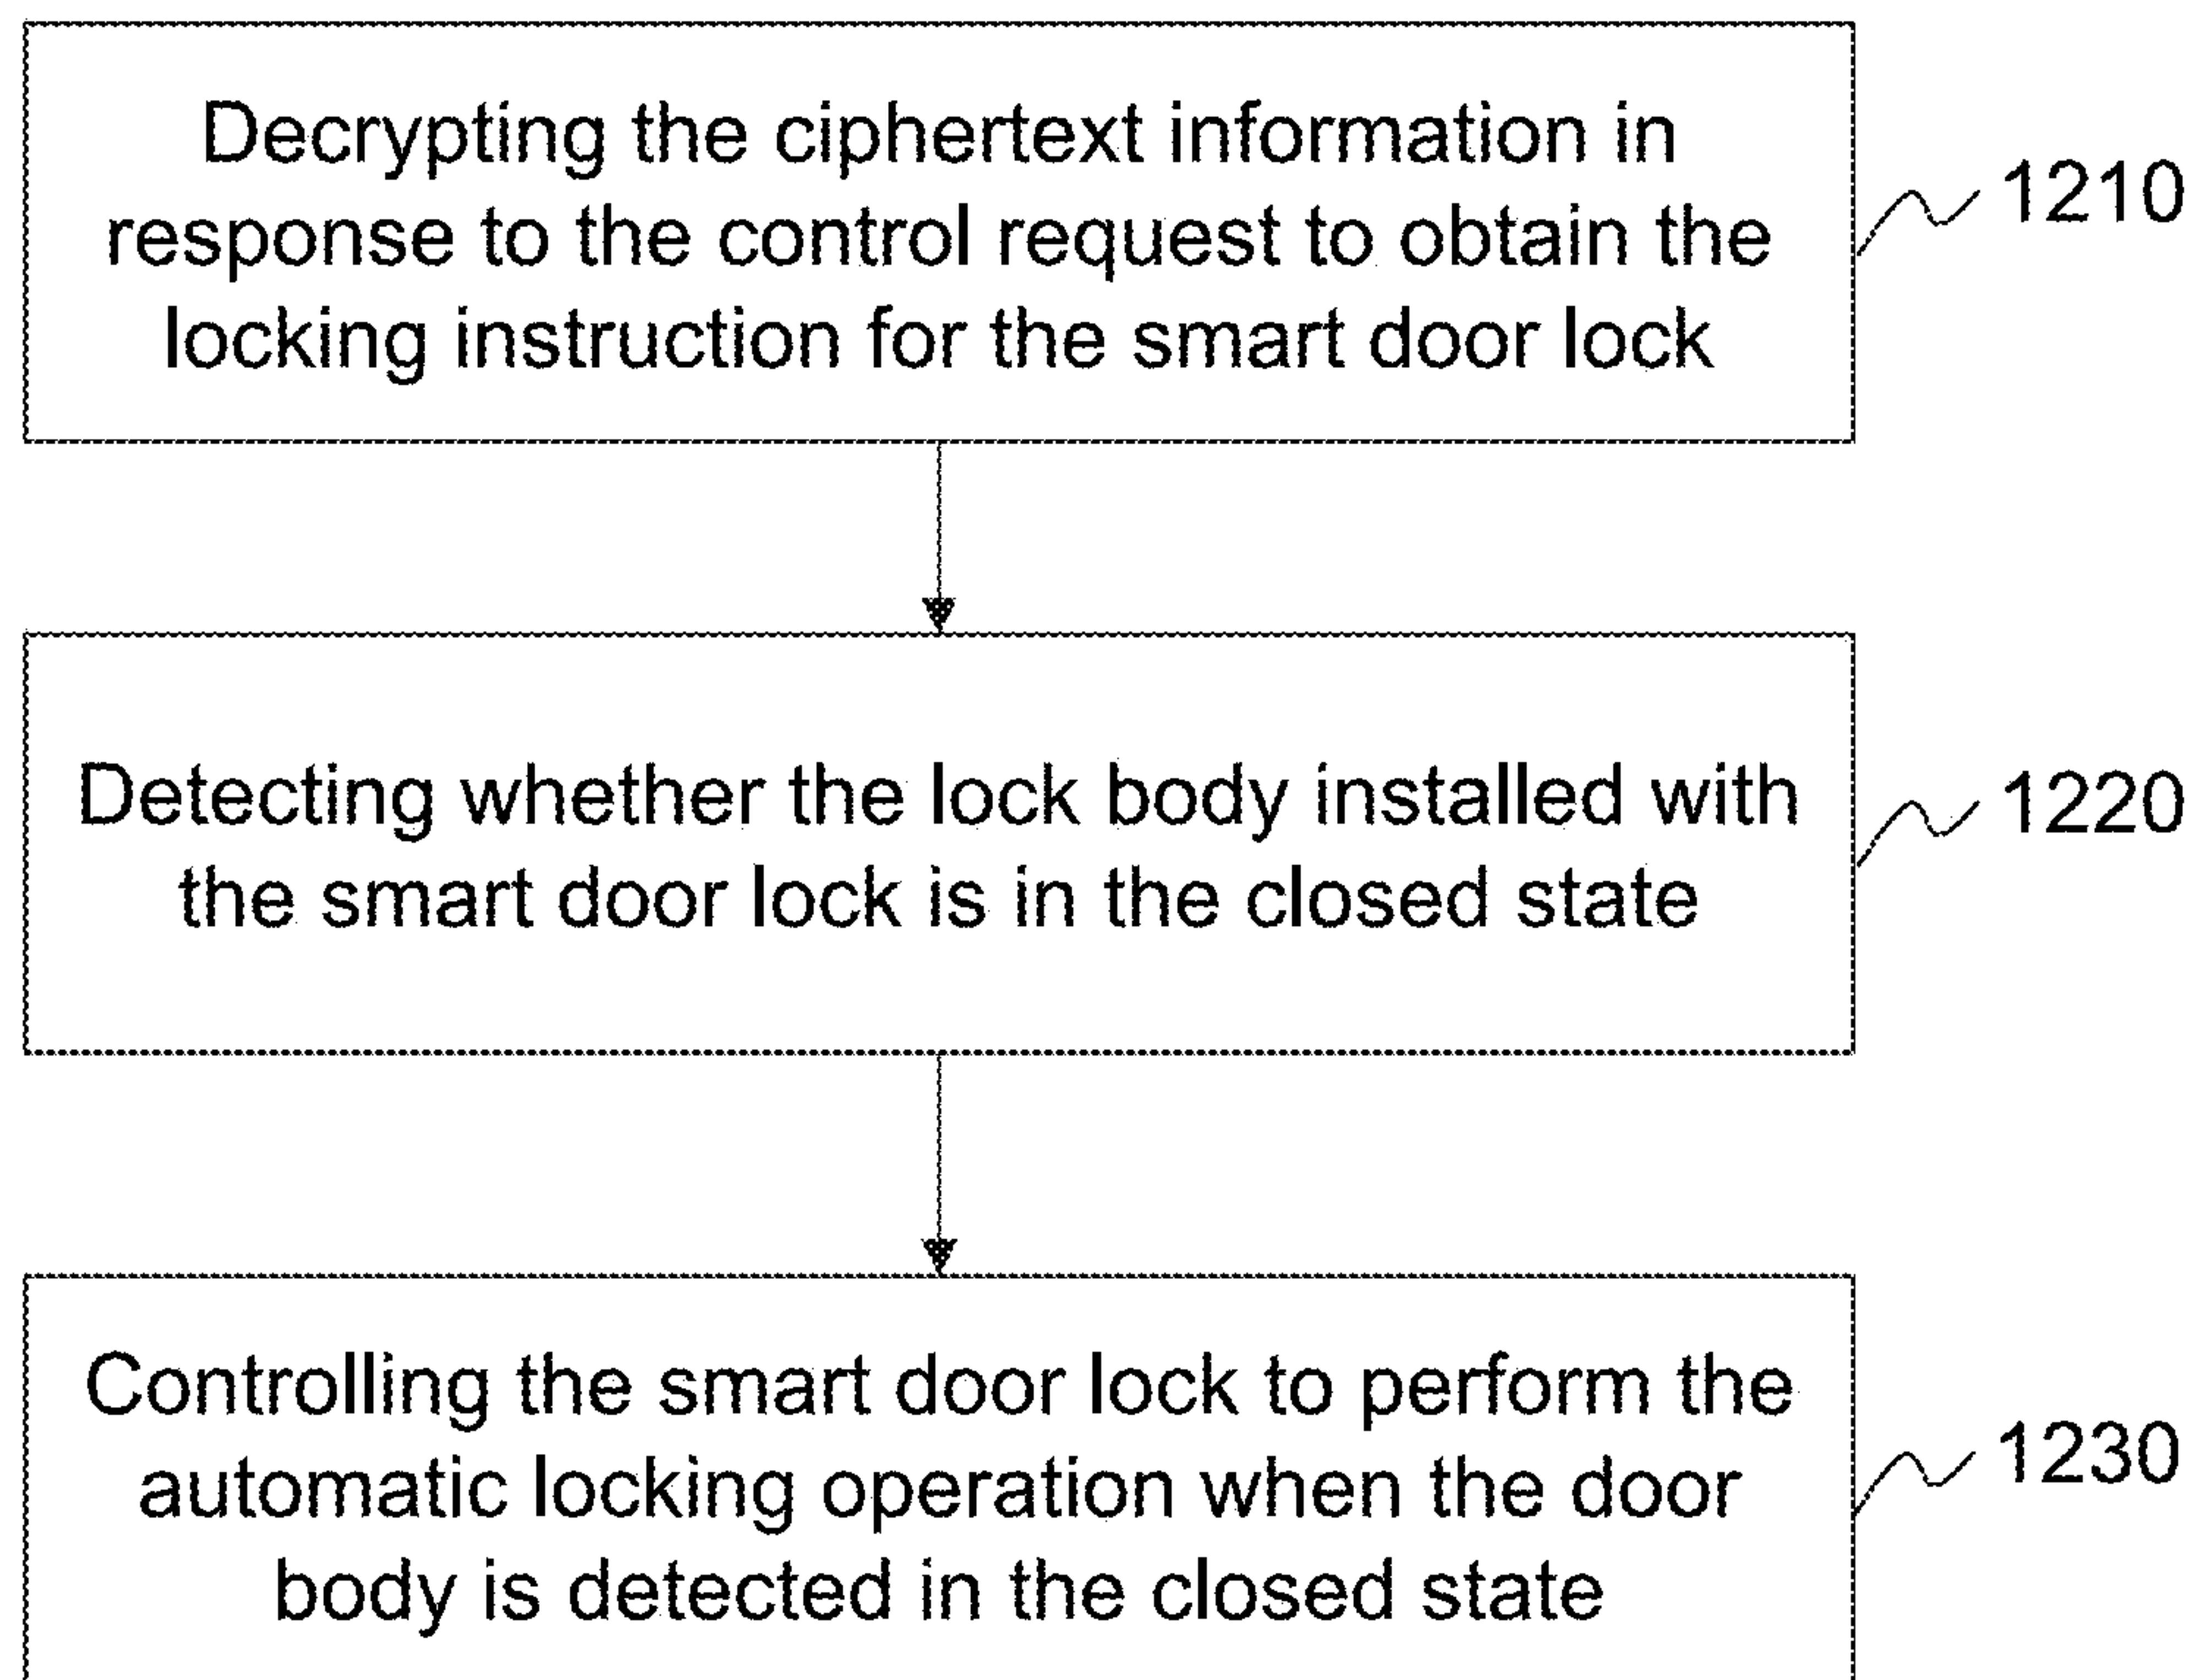 Decrypting the ciphertext information in
response to the control request to obtain the
locking instruction for the smart door lock
1210
Detecting whether the lock body installed with
the smart door lock is in the closed state
1220
Controlling the smart door lock to perform the
automatic locking operation when the door
body is detected in the closed state
1230